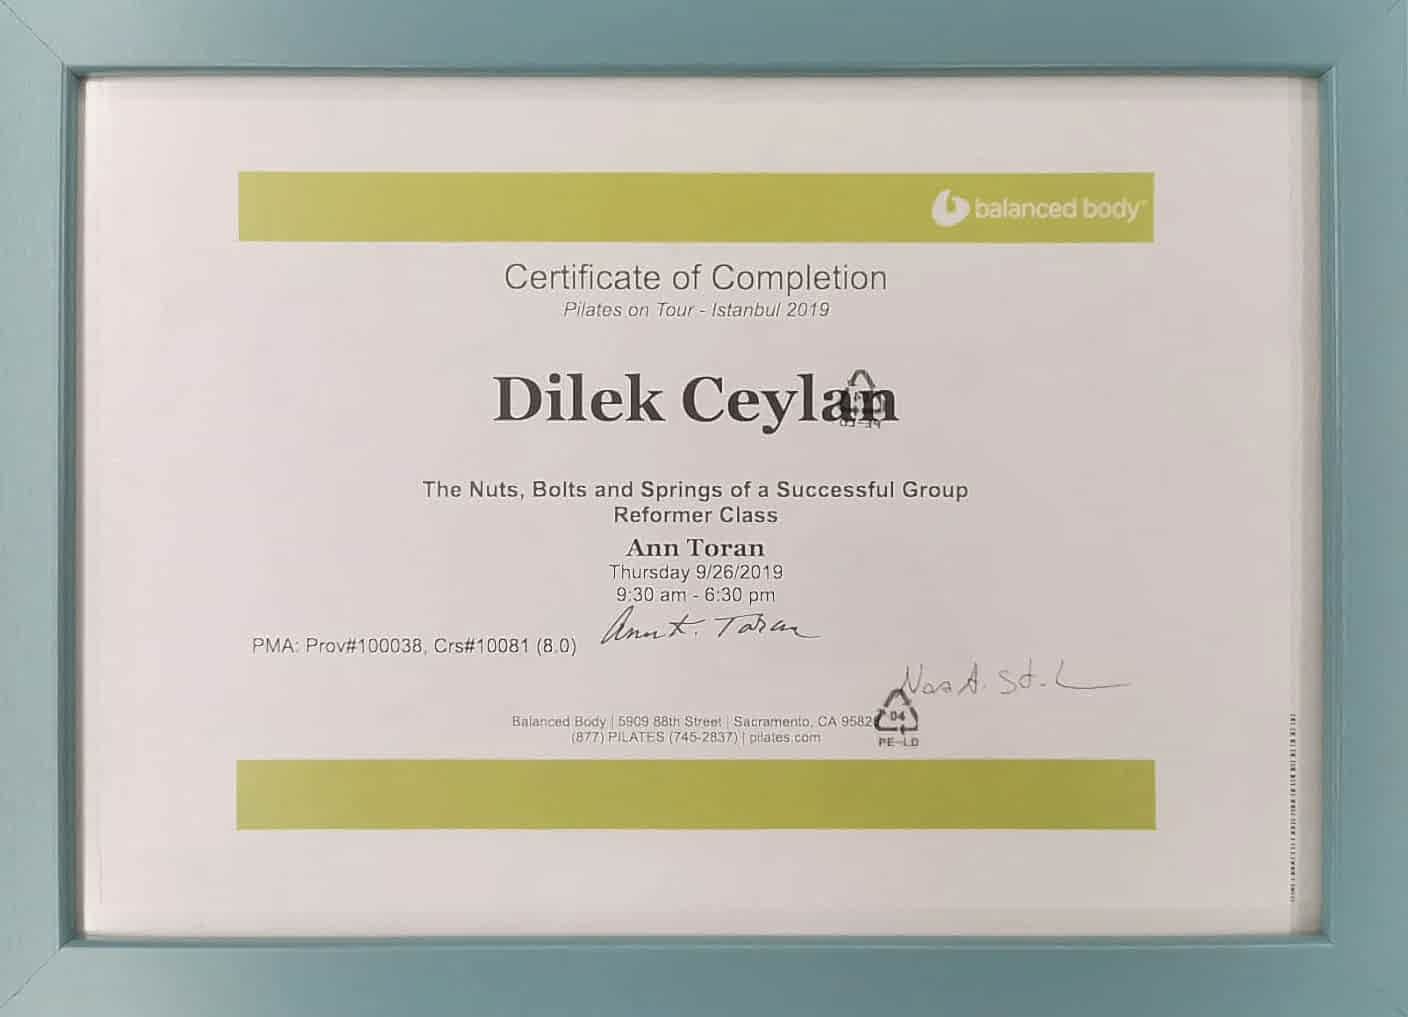 balanced body
Certificate of Completion
Pilates on Tour - Istanbul 2019
Dilek Ceylan
The Nuts, Bolts and Springs of a Successful Group
Reformer Class
Ann Toran
Thursday 9/26/2019
9:30 am - 6:30 pm
Ann K. Toran
PMA: Prov#100038, Crs#10081 (8.0)
Balanced Body | 5909 88th Street | Sacramento, CA 9582
(877) PILATES (745-2837) | pilates.com
04
PE-LD